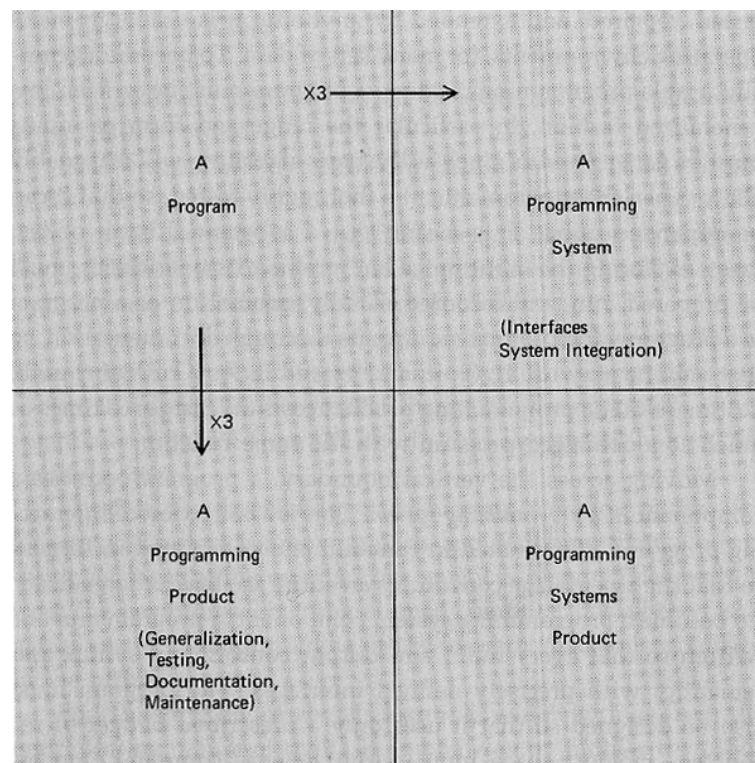 X3
A
Program
A
Programming
System
(Interfaces
System Integration)
X3
A
Programming
Product
(Generalization,
Testing,
Documentation,
Maintenance)
A
Programming
Systems
Product